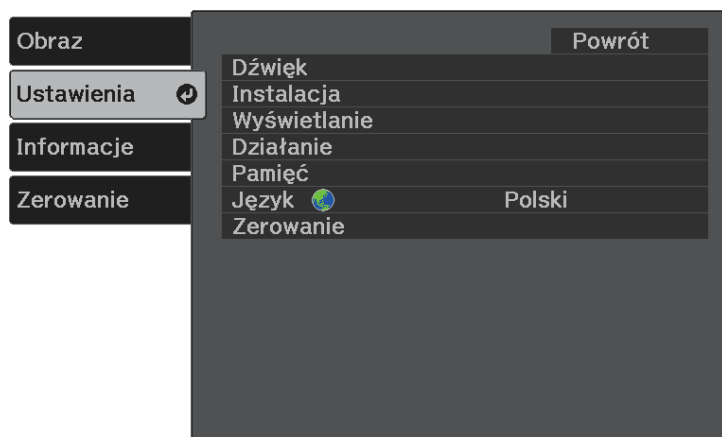 Obraz
Ustawienia
Informacje
Zerowanie
Powrót
Dźwięk
Instalacja
Wyświetlanie
Działanie
Pamięć
Język Polski
Zerowanie